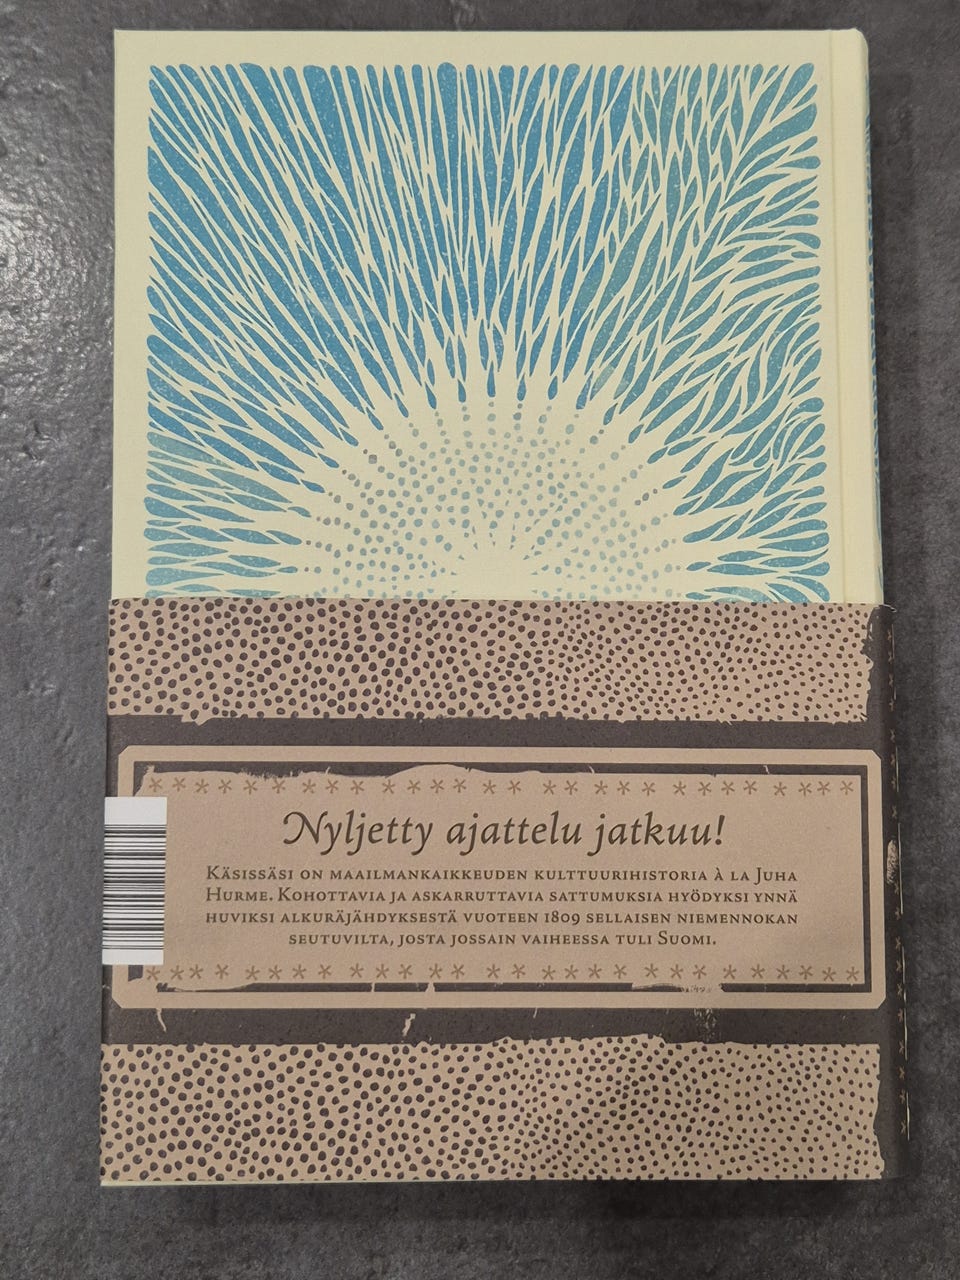 Nyljetty ajattelu jatkuu!
Käsissäsi on maailmankaikkeuden kulttuurihistoria à la Juha
Hurme. Kohottavia ja askarruttavia sattumuksia hyödyksi ynnä
huviksi alkuräjähdyksestä vuoteen 1809 sellaisen niemennokan
seutuvilta, josta jossain vaiheessa tuli Suomi.